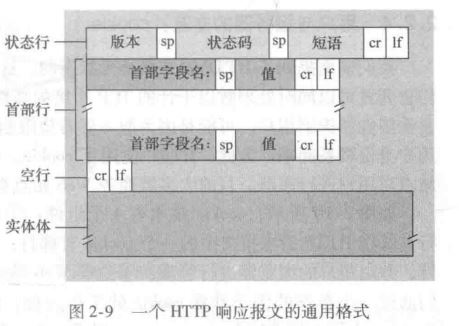 状态行 版本 sp 状态码 sp 短语 cr lf
首部行 首部字段名: sp 值 cr lf
首部字段名: sp 值 cr lf
空行 cr lf
实体体
图 2-9 一个 HTTP 响应报文的通用格式